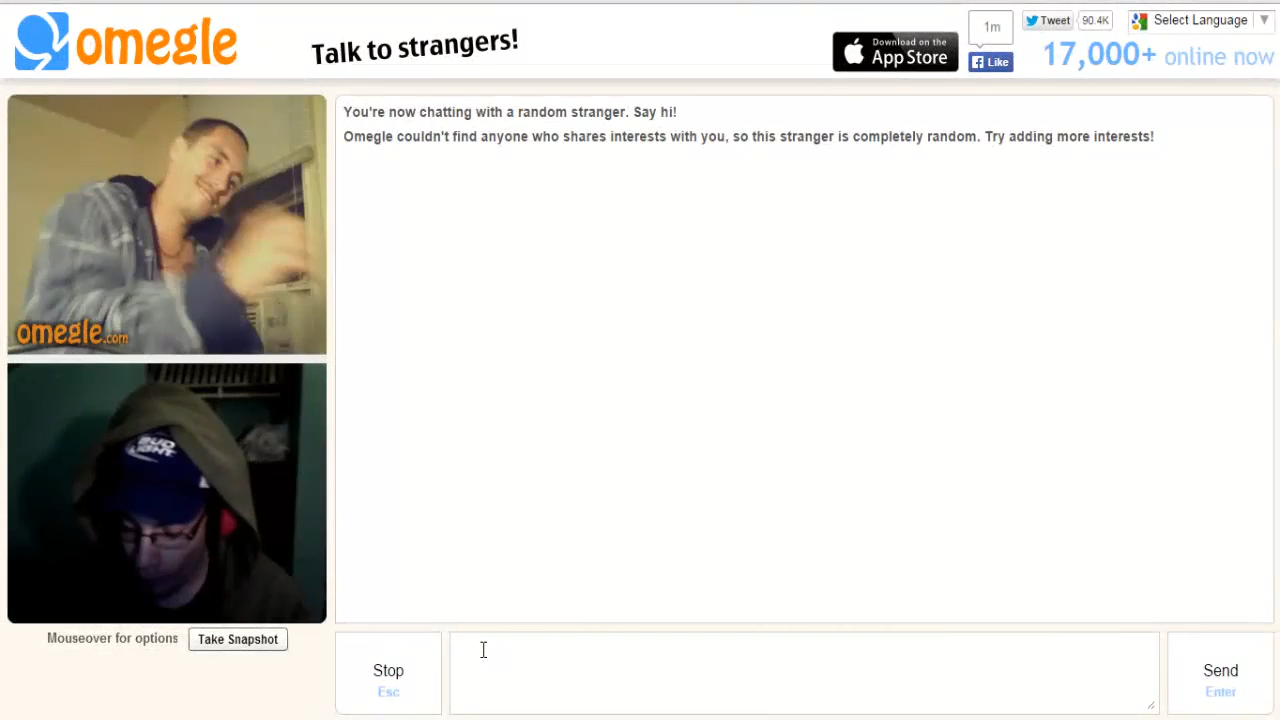 omegle
Talk to strangers!
Download on the
App Store
1m
Like
Tweet
90.4K
Select Language
17,000+ online now
omegle.com
You're now chatting with a random stranger. Say hi!
Omegle couldn't find anyone who shares interests with you, so this stranger is completely random. Try adding more interests!
BUD
LIGHT
Mouseover for options
Take Snapshot
Stop
Esc
Send
Enter